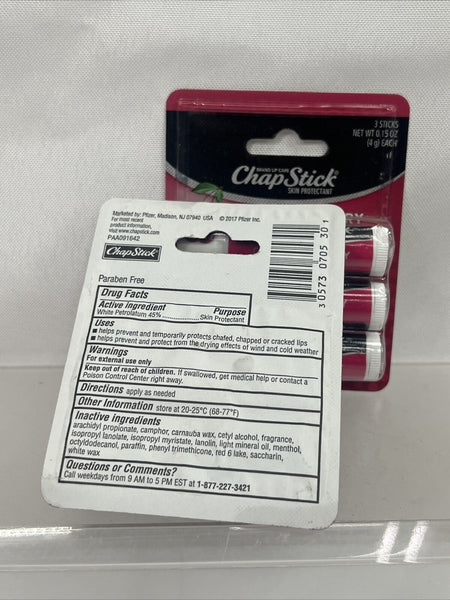 3 STICKS
NET WT 0.15 OZ
(4 g) EACH
ChapStick®
SKIN PROTECTANT
RY
Marketed by: Pfizer, Madison, NJ 07940 USA © 2017 Pfizer Inc.
For most recent
product information,
visit www.chapstick.com
PAA091642
ChapStick
3 0573 0705 30 1
Paraben Free
Drug Facts
Active ingredient Purpose
White Petrolatum 45% Skin Protectant
Uses
■ helps prevent and temporarily protects chafed, chapped or cracked lips
■ helps prevent and protect from the drying effects of wind and cold weather
Warnings
For external use only
Keep out of reach of children. If swallowed, get medical help or contact a
Poison Control Center right away.
Directions apply as needed
Other Information store at 20-25°C (68-77°F)
Inactive ingredients
arachidyl propionate, camphor, carnauba wax, cetyl alcohol, fragrance,
isopropyl lanolate, isopropyl myristate, lanolin, light mineral oil, menthol,
octyldodecanol, paraffin, phenyl trimethicone, red 6 lake, saccharin,
white wax
Questions or Comments?
Call weekdays from 9 AM to 5 PM EST at 1-877-227-3421